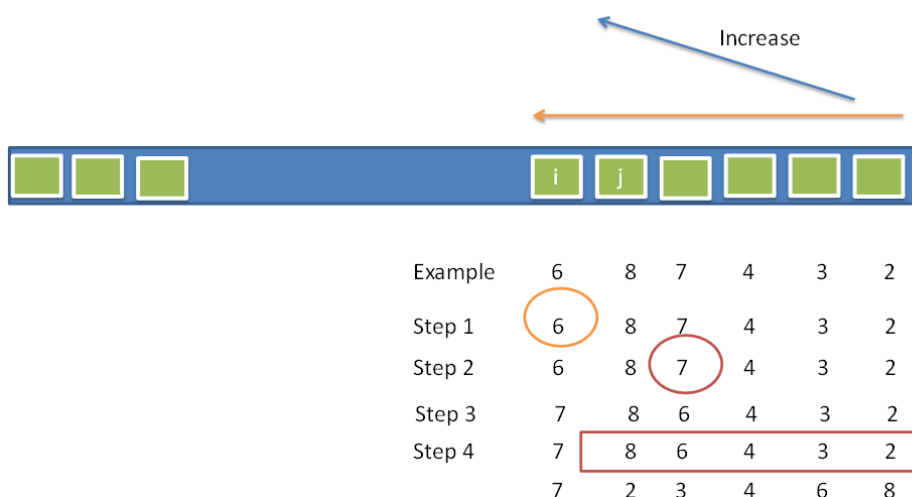 Increase
i j
Example 6 8 7 4 3 2
Step 1 6 8 7 4 3 2
Step 2 6 8 7 4 3 2
Step 3 7 8 6 4 3 2
Step 4 7 8 6 4 3 2
7 2 3 4 6 8